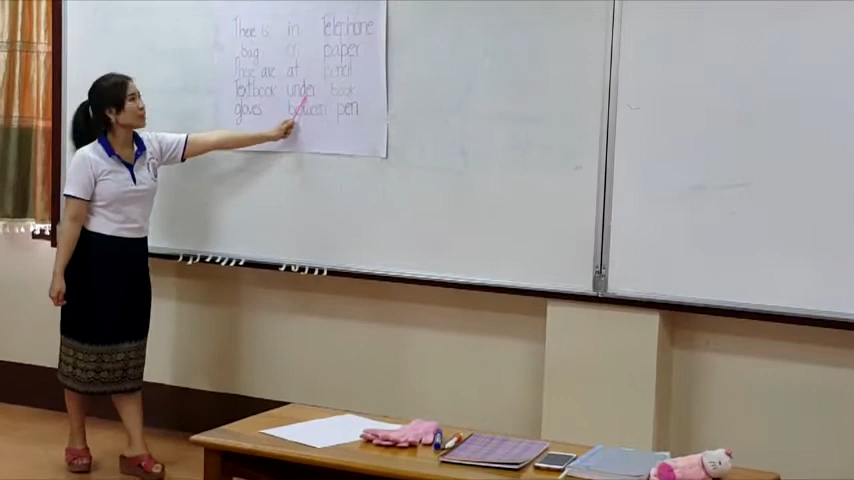 There is in Telephone
bag on paper
There are at pencil
Textbook under book
gloves between pen